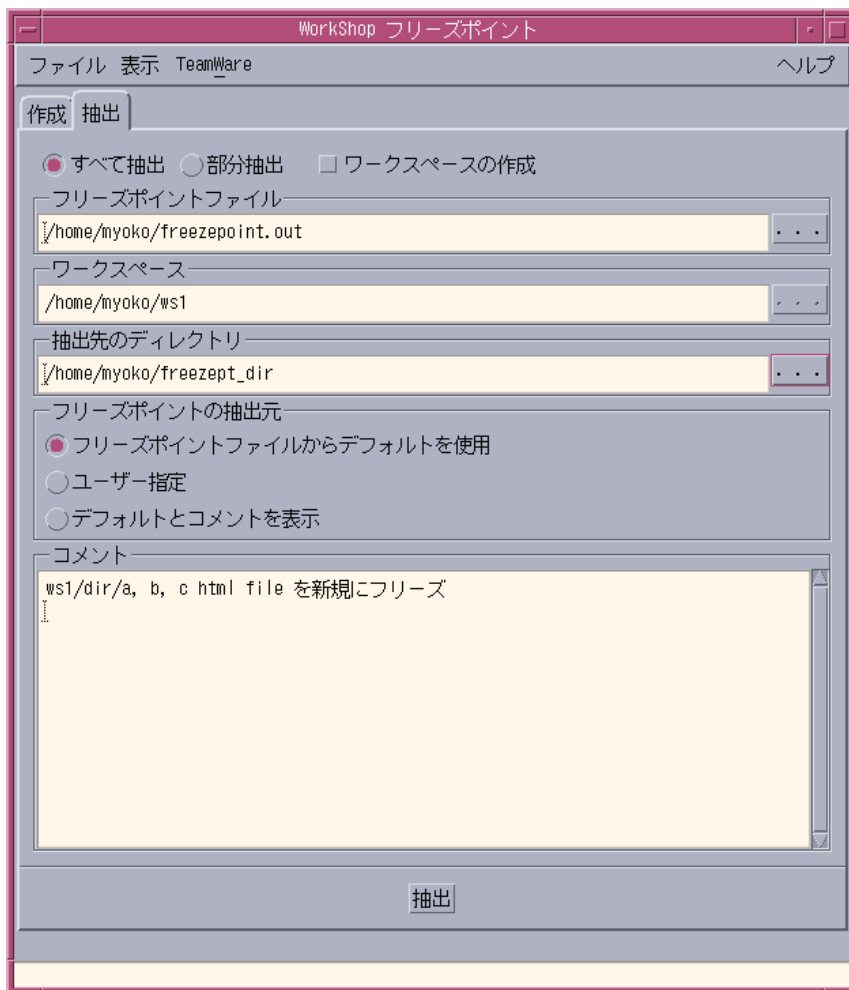 WorkShop フリーズポイント
ファイル 表示 TeamWare ヘルプ
作成 抽出
すべて抽出 部分抽出 ワークスペースの作成
フリーズポイントファイル
/home/myoko/freezepoint.out
. . .
ワークスペース
/home/myoko/ws1
. . .
抽出先のディレクトリ
/home/myoko/freezept_dir
. . .
フリーズポイントの抽出元
フリーズポイントファイルからデフォルトを使用
ユーザー指定
デフォルトとコメントを表示
コメント
ws1/dir/a, b, c html file を新規にフリーズ
抽出